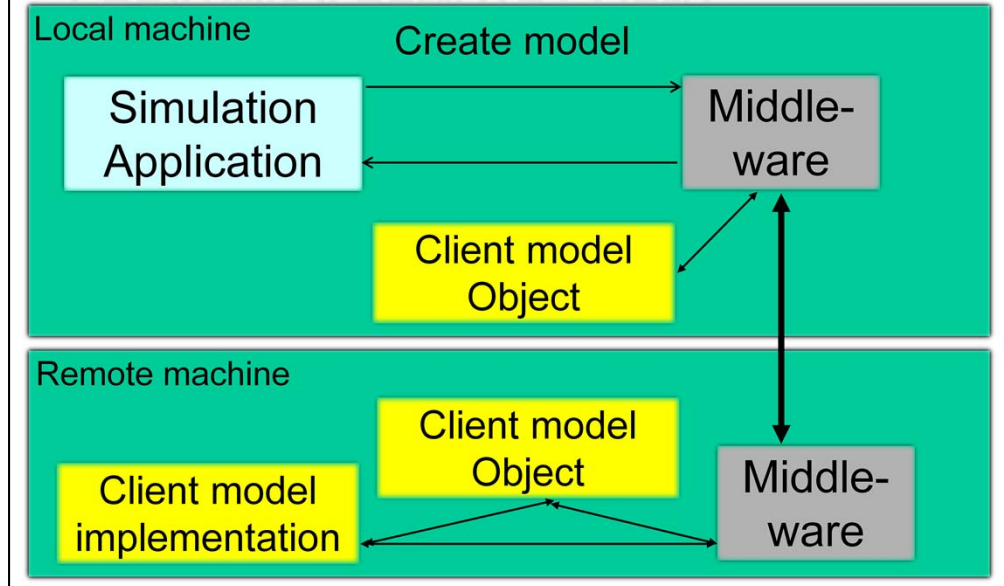 Local machine
Create model
Simulation
Application
Middle-
ware
Client model
Object
Remote machine
Client model
Object
Client model
implementation
Middle-
ware